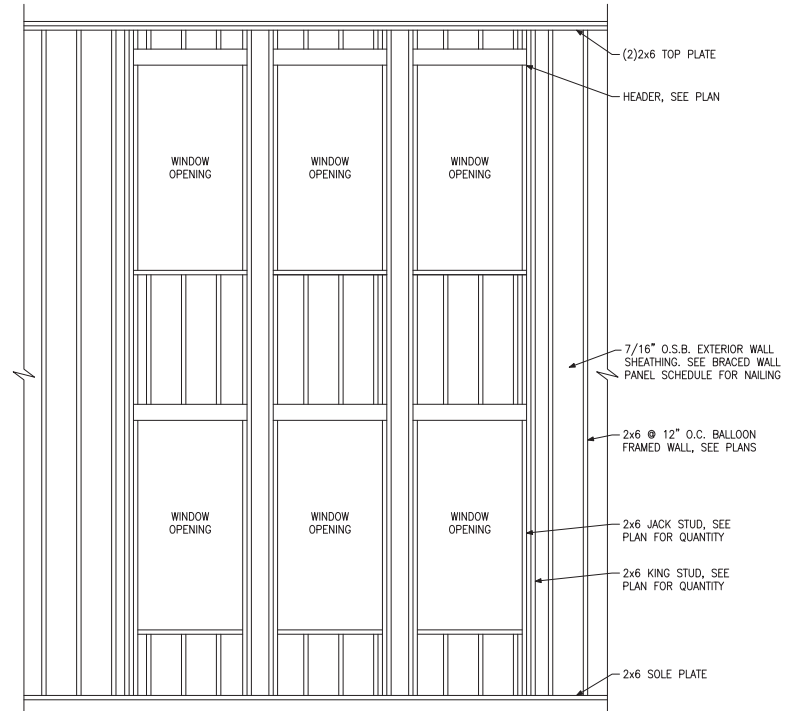 (2)2x6 TOP PLATE
HEADER, SEE PLAN
WINDOW
OPENING
WINDOW
OPENING
WINDOW
OPENING
7/16" O.S.B. EXTERIOR WALL
SHEATHING. SEE BRACED WALL
PANEL SCHEDULE FOR NAILING
2x6 @ 12" O.C. BALLOON
FRAMED WALL, SEE PLANS
WINDOW
OPENING
WINDOW
OPENING
WINDOW
OPENING
2x6 JACK STUD, SEE
PLAN FOR QUANTITY
2x6 KING STUD, SEE
PLAN FOR QUANTITY
2x6 SOLE PLATE